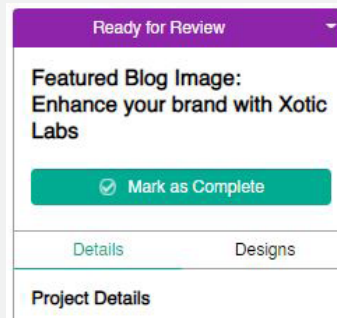 Ready for Review
Featured Blog Image:
Enhance your brand with Xotic
Labs
Mark as Complete
Details Designs
Project Details